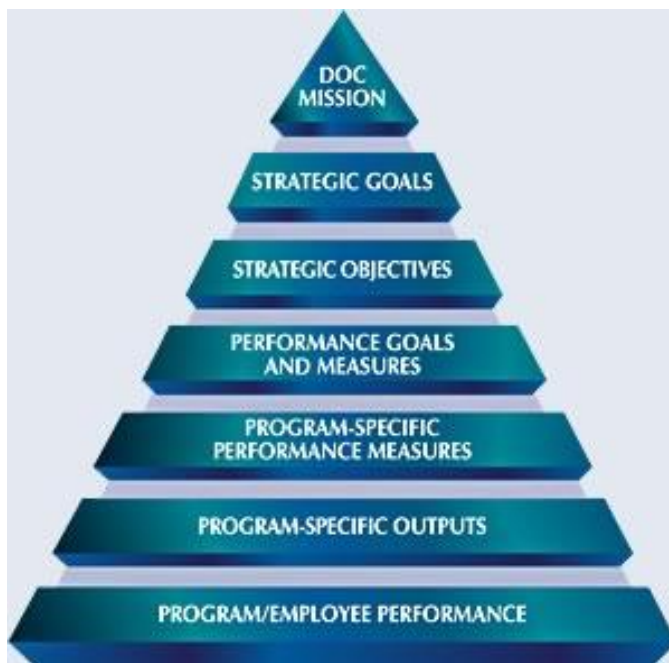 DOC
MISSION
STRATEGIC GOALS
STRATEGIC OBJECTIVES
PERFORMANCE GOALS
AND MEASURES
PROGRAM-SPECIFIC
PERFORMANCE MEASURES
PROGRAM-SPECIFIC OUTPUTS
PROGRAM/EMPLOYEE PERFORMANCE